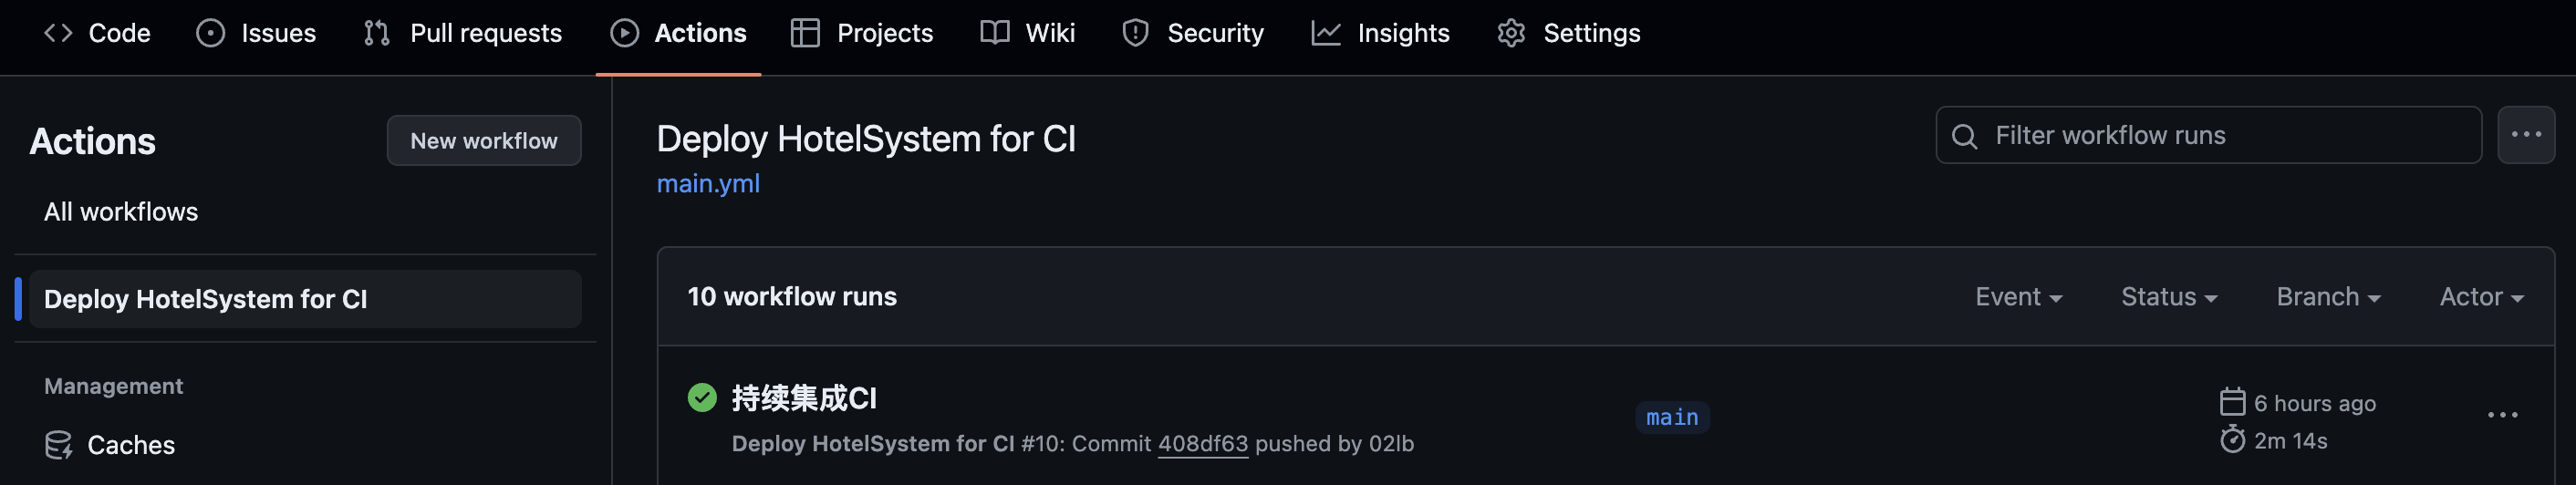 Code Issues Pull requests Actions Projects Wiki Security Insights Settings
Actions
New workflow
All workflows
Deploy HotelSystem for CI
Management
Caches
Deploy HotelSystem for CI
main.yml
Filter workflow runs
10 workflow runs
Event Status Branch Actor
持续集成CI
Deploy HotelSystem for CI #10: Commit 408df63 pushed by 02lb
main
6 hours ago
2m 14s